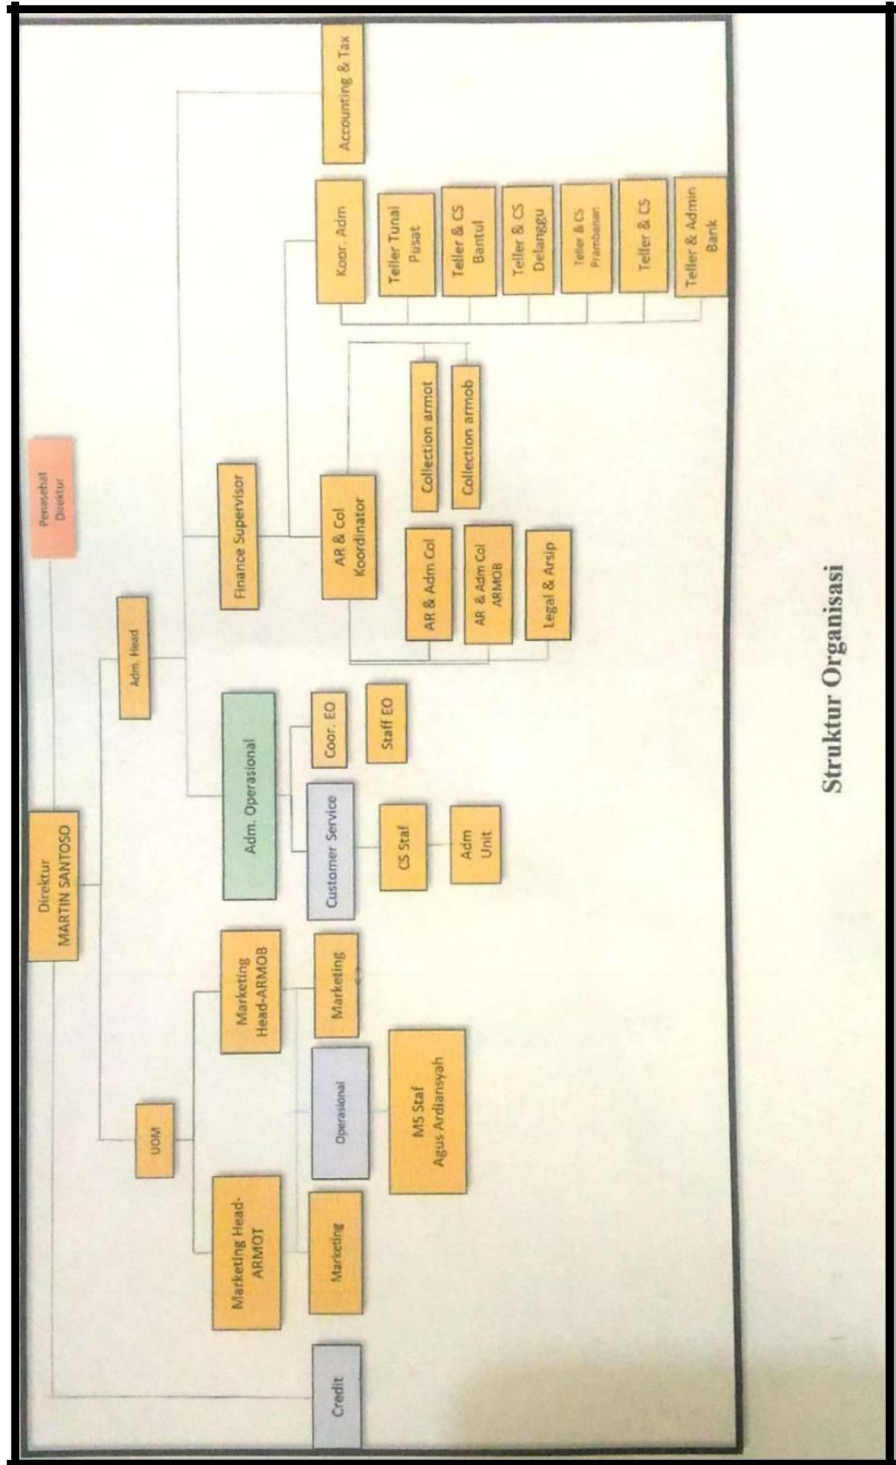 Direktur
MARTIN SANTOSO
Penasehat
Direktur
UOM
Adm. Head
Marketing Head-
ARMOT
Marketing
Head-ARMOB
Adm. Operasional
Finance Supervisor
Credit
Marketing
Operasional
Marketing
Customer Service
Coor. EO
AR & Col
Koordinator
Koor. Adm
Accounting & Tax
MS Staf
Agus Ardiansyah
CS Staf
Adm
Unit
Staff EO
AR & Adm Col
AR & Adm Col
ARMOB
Legal & Arsip
Collection armot
Collection armob
Teller Tunai
Pusat
Teller & CS
Bantul
Teller & CS
Delanggu
Teller & CS
Prambanan
Teller & CS
Teller & Admin
Bank
Struktur Organisasi